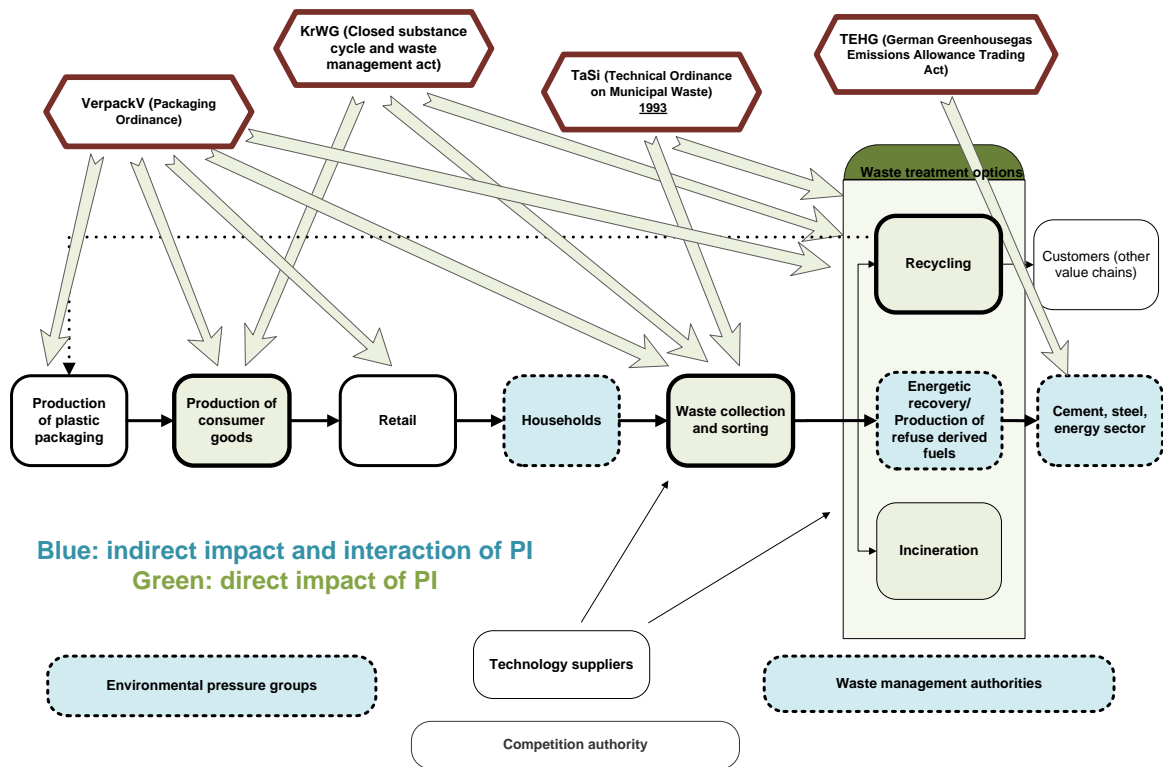 KrWG (Closed substance
cycle and waste
management act)
TEHG (German Greenhousegas
Emissions Allowance Trading
Act)
TaSi (Technical Ordinance
on Municipal Waste)
1993
VerpackV (Packaging
Ordinance)
Waste treatment options
Recycling
Customers (other
value chains)
Production
of plastic
packaging
Production of
consumer
goods
Retail
Households
Waste collection
and sorting
Energetic
recovery/
Production of
refuse derived
fuels
Cement, steel,
energy sector
Incineration
Blue: indirect impact and interaction of PI
Green: direct impact of PI
Technology suppliers
Environmental pressure groups
Waste management authorities
Competition authority